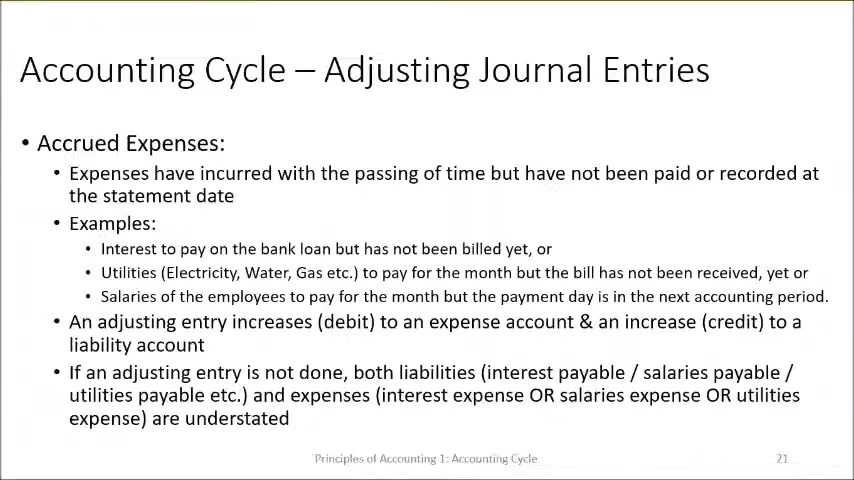 Accounting Cycle – Adjusting Journal Entries
• Accrued Expenses:
• Expenses have incurred with the passing of time but have not been paid or recorded at
the statement date
• Examples:
• Interest to pay on the bank loan but has not been billed yet, or
• Utilities (Electricity, Water, Gas etc.) to pay for the month but the bill has not been received, yet or
• Salaries of the employees to pay for the month but the payment day is in the next accounting period.
• An adjusting entry increases (debit) to an expense account & an increase (credit) to a
liability account
• If an adjusting entry is not done, both liabilities (interest payable / salaries payable /
utilities payable etc.) and expenses (interest expense OR salaries expense OR utilities
expense) are understated
Principles of Accounting 1: Accounting Cycle
21